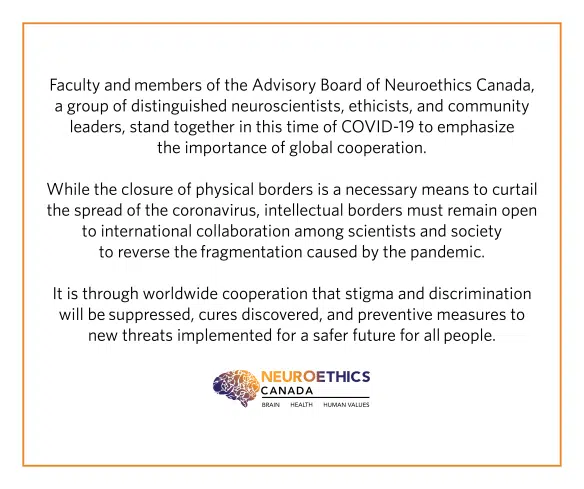 Faculty and members of the Advisory Board of Neuroethics Canada,
a group of distinguished neuroscientists, ethicists, and community
leaders, stand together in this time of COVID-19 to emphasize
the importance of global cooperation.
While the closure of physical borders is a necessary means to curtail
the spread of the coronavirus, intellectual borders must remain open
to international collaboration among scientists and society
to reverse the fragmentation caused by the pandemic.
It is through worldwide cooperation that stigma and discrimination
will be suppressed, cures discovered, and preventive measures to
new threats implemented for a safer future for all people.
NEUROETHICS
CANADA
BRAIN HEALTH HUMAN VALUES